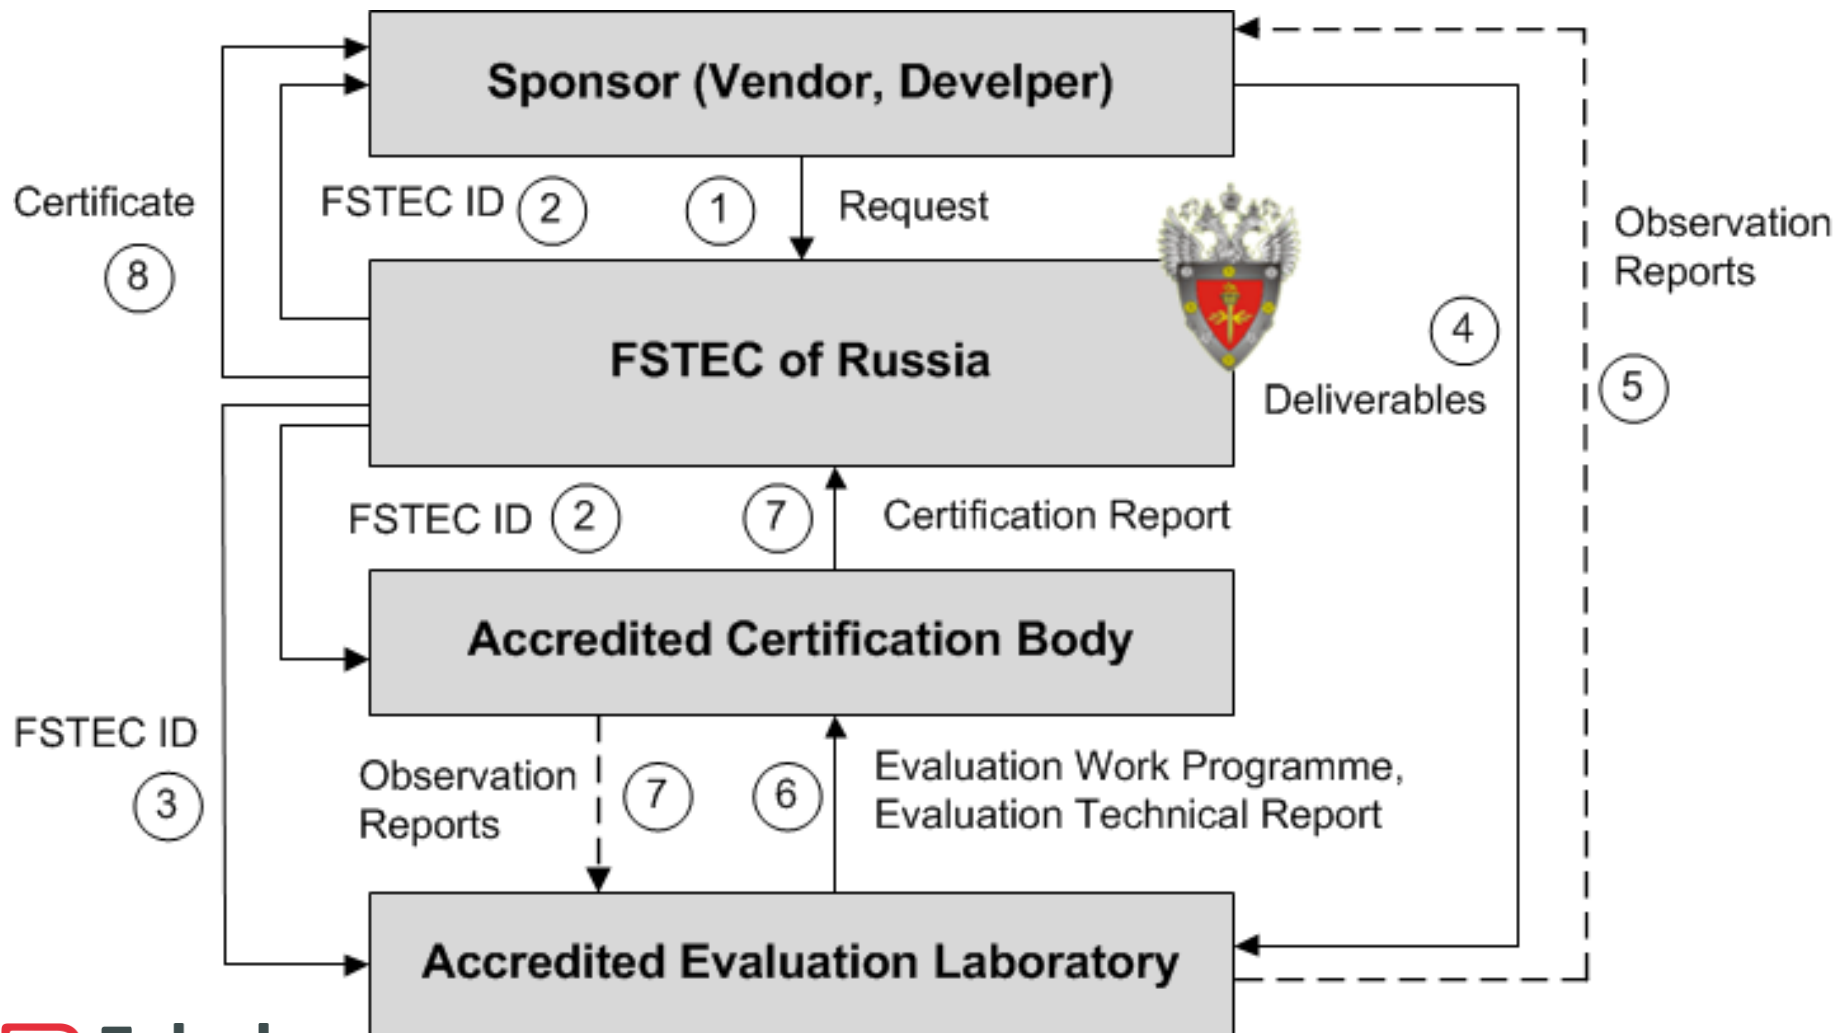 Sponsor (Vendor, Develper)
Certificate
8
FSTEC ID 2
1
Request
Observation
Reports
FSTEC of Russia
4
Deliverables
5
FSTEC ID 2
7
Certification Report
Accredited Certification Body
FSTEC ID
3
Observation
Reports
7
6
Evaluation Work Programme,
Evaluation Technical Report
Accredited Evaluation Laboratory